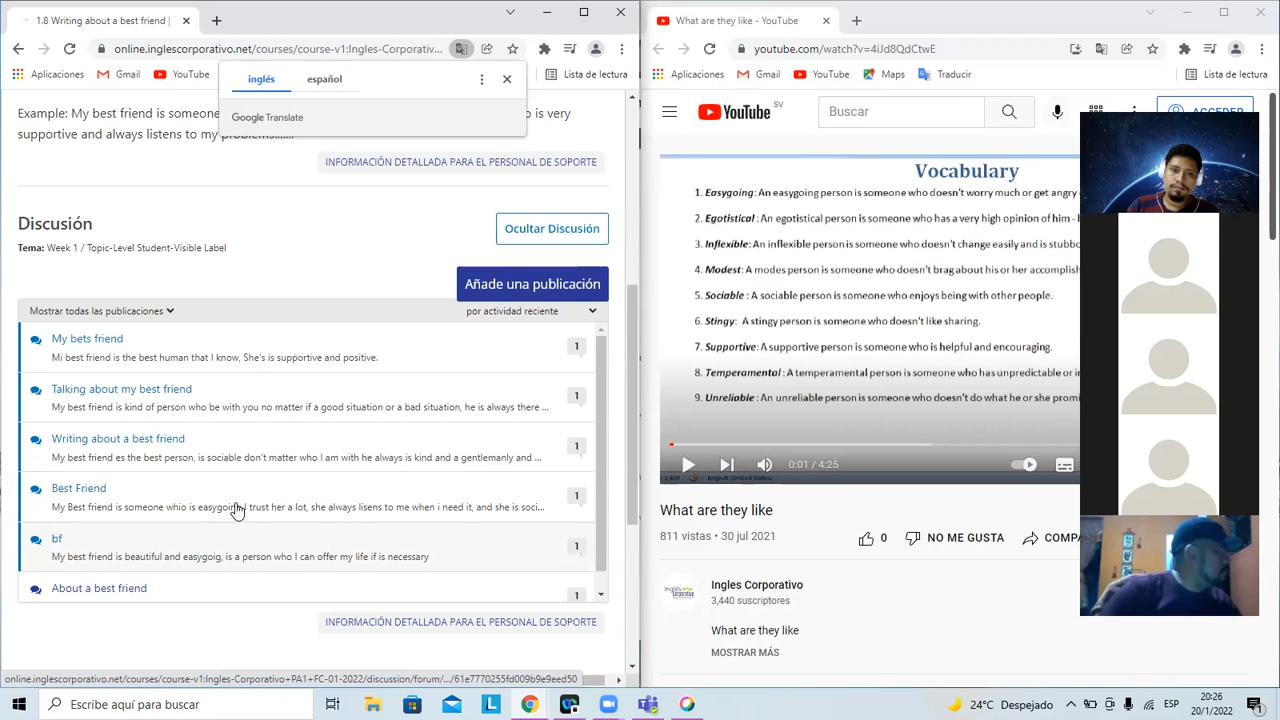 1.8 Writing about a best friend |
What are they like - YouTube
online.inglescorporativo.net/courses/course-v1:Ingles-Corporativ...
youtube.com/watch?v=4iJd8QdCtwE
Aplicaciones
Gmail
YouTube
Lista de lectura
Aplicaciones
Gmail
YouTube
Maps
Traducir
Lista de lectura
inglés
español
Google Translate
Example: My best friend is someone
is very
supportive and always listens to my problems.......
INFORMACIÓN DETALLADA PARA EL PERSONAL DE SOPORTE
Discusión
Ocultar Discusión
Tema: Week 1 / Topic-Level Student-Visible Label
Añade una publicación
Mostrar todas las publicaciones
por actividad reciente
My bets friend
1
Mi best friend is the best human that I know, She's is supportive and positive.
Talking about my best friend
1
My best friend is kind of person who be with you no matter if a good situation or a bad situation, he is always there ...
Writing about a best friend
1
My best friend es the best person, is sociable don't matter who I am with he always is kind and a gentlemanly and ...
Best Friend
1
My Best friend is someone whio is easygoing I trust her a lot, she always lisens to me when i need it, and she is soci...
bf
1
My best friend is beautiful and easygoig, is a person who I can offer my life if is necessary
About a best friend
1
INFORMACIÓN DETALLADA PARA EL PERSONAL DE SOPORTE
online.inglescorporativo.net/courses/course-v1:Ingles-Corporativo+PA1+FC-01-2022/discussion/forum/.../61e7770255fd009b9e9eed50
YouTube SV
Buscar
ACCEDER
Vocabulary
1. Easygoing: An easygoing person is someone who doesn't worry much or get angry
2. Egotistical : An egotistical person is someone who has a very high opinion of him -
3. Inflexible: An inflexible person is someone who doesn't change easily and is
4. Modest: A modes person is someone who doesn't brag about his or her
5. Sociable: A sociable person is someone who enjoys being with other people.
6. Stingy: A stingy person is someone who doesn't like sharing.
7. Supportive: A supportive person is someone who is helpful and encouraging.
8. Temperamental: A temperamental person is someone who has unpredictable or
9. Unreliable : An unreliable person is someone who doesn't do what he or she
0:01 / 4:25
English (United States)
What are they like
811 vistas • 30 jul 2021
0
NO ME GUSTA
Ingles Corporativo
3,440 suscriptores
What are they like
MOSTRAR MÁS
Escribe aquí para buscar
24°C Despejado
ESP
20:26
20/1/2022
1